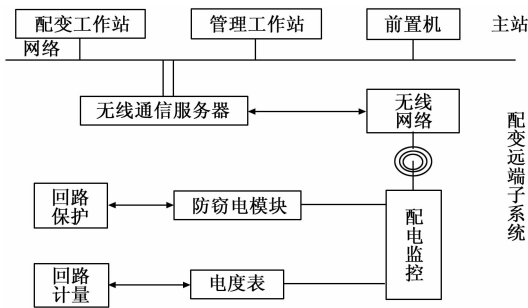 配变工作站
管理工作站
前置机
主站
网络
无线通信服务器
无线
网络
配变远端子系统
回路
保护
防窃电模块
配电监控
回路
计量
电度表